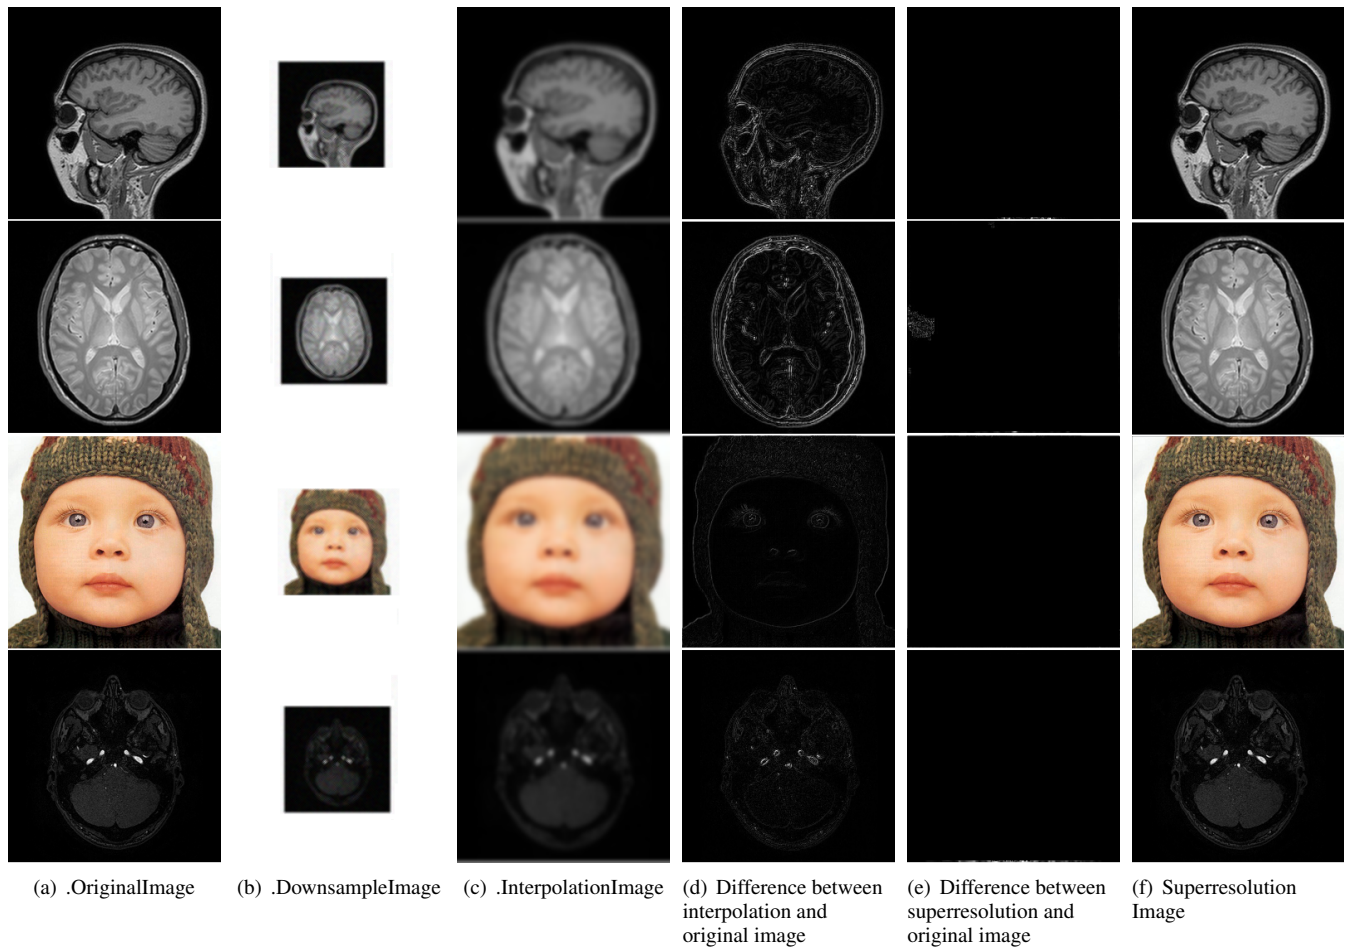 (a) .OriginalImage
(b) .DownsampleImage
(c) .InterpolationImage
(d) Difference between
interpolation and
original image
(e) Difference between
superresolution and
original image
(f) Superresolution
Image